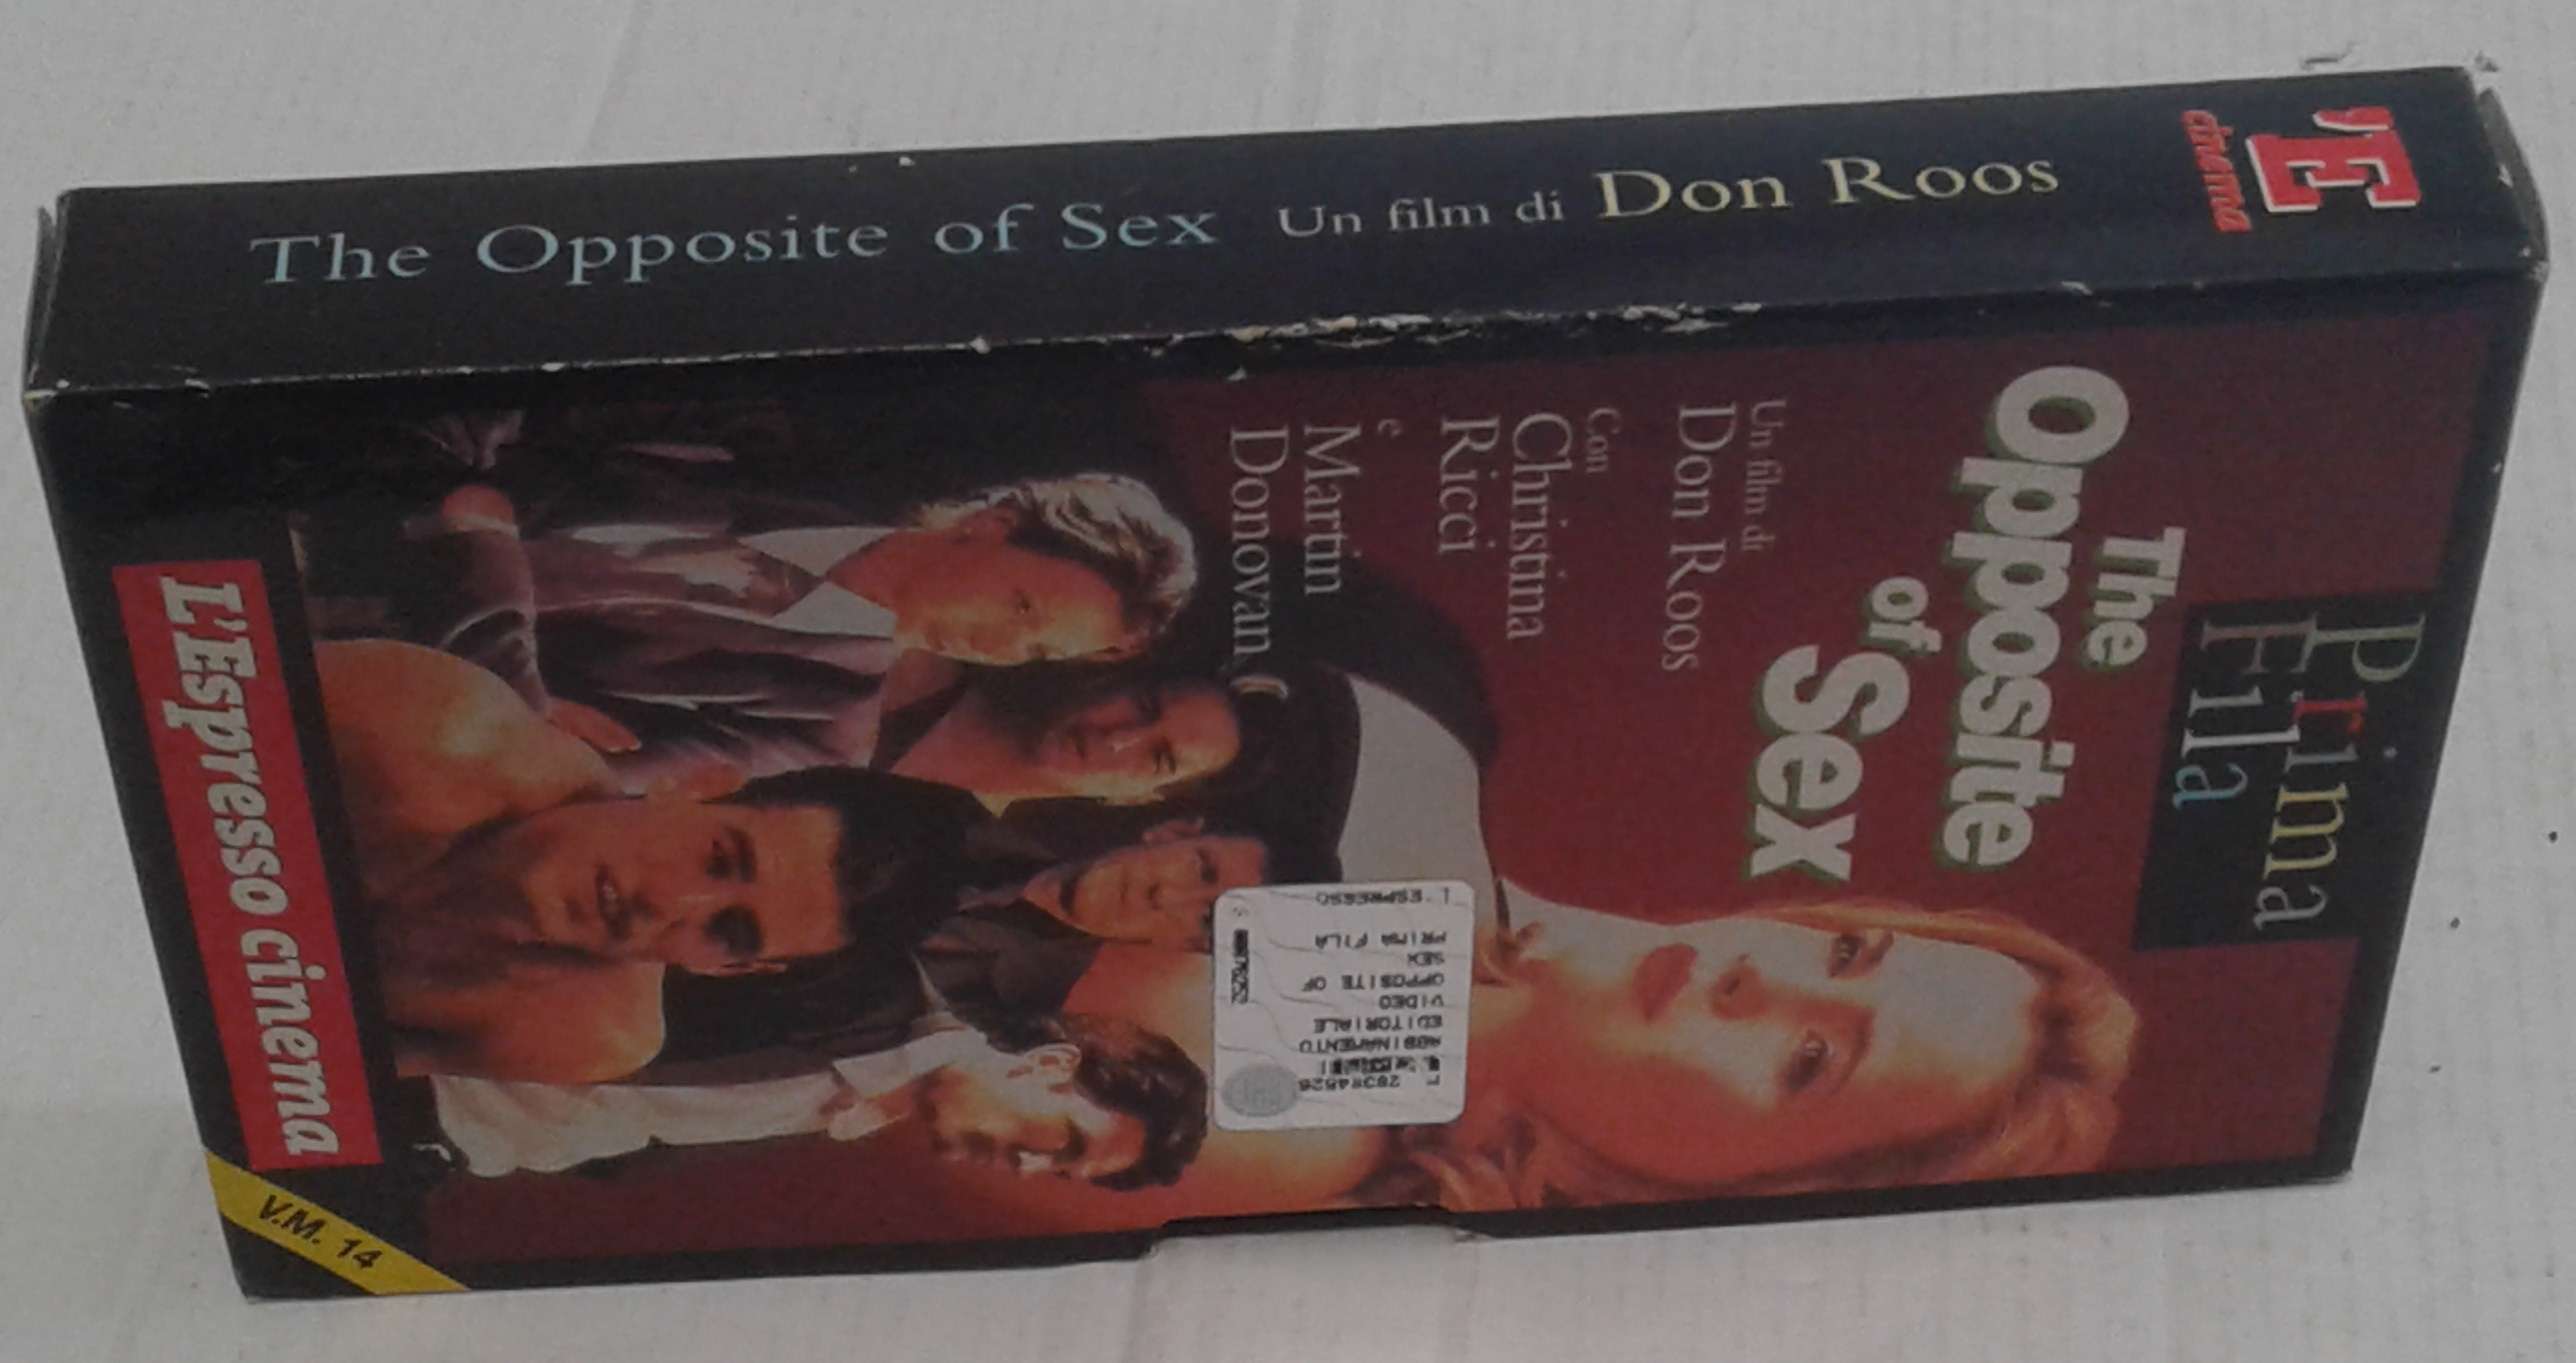 The Opposite of Sex Un film di Don Roos
L'E
cinema
Prima
Fila
The
Opposite
of
Sex
Un film di
Don Roos
Con
Christina
Ricci
e
Martin
Donovan
L'Espresso cinema
V.M. 14
28384526
ABBINAMENTO
EDITORIALE
VIDEO
OPPOSITE OF
SEX
PRIMA FILA
L'ESPRESSO